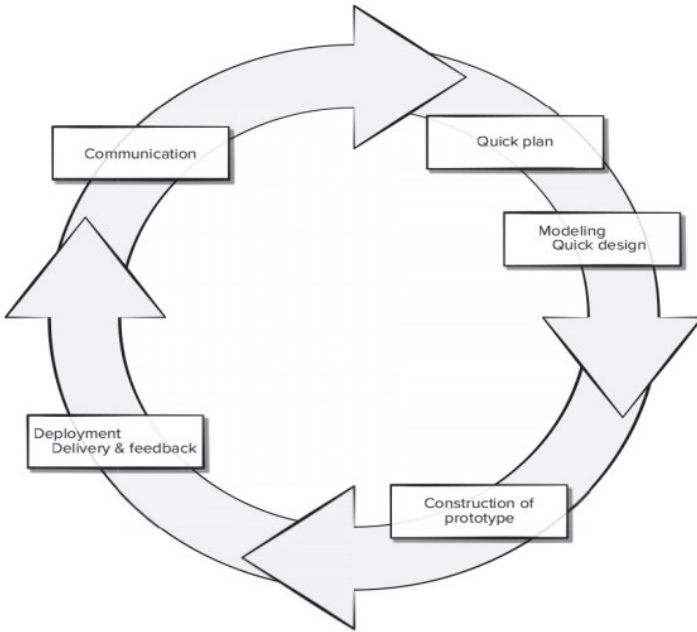 Communication
Quick plan
Modeling
Quick design
Construction of
prototype
Deployment
Delivery & feedback